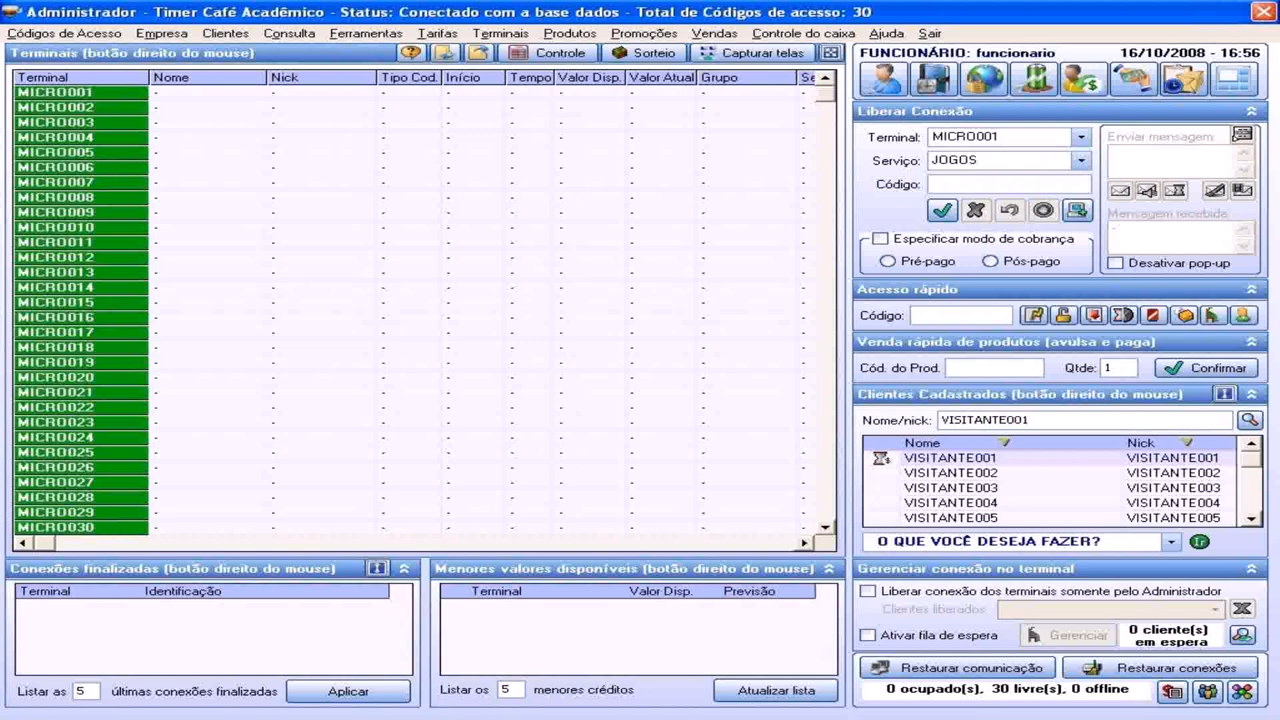 Administrador - Timer Café Acadêmico - Status: Conectado com a base dados - Total de Códigos de acesso: 30
Códigos de Acesso Empresa Clientes Consulta Ferramentas Tarifas Terminais Produtos Promoções Vendas Controle do caixa Ajuda Sair
Terminais (botão direito do mouse) Controle Sorteio Capturar telas
Terminal Nome Nick Tipo Cod. Início Tempo Valor Disp. Valor Atual Grupo Se
MICRO001 - - - - - - - -
MICRO002 - - - - - - - -
MICRO003 - - - - - - - -
MICRO004 - - - - - - - -
MICRO005 - - - - - - - -
MICRO006 - - - - - - - -
MICRO007 - - - - - - - -
MICRO008 - - - - - - - -
MICRO009 - - - - - - - -
MICRO010 - - - - - - - -
MICRO011 - - - - - - - -
MICRO012 - - - - - - - -
MICRO013 - - - - - - - -
MICRO014 - - - - - - - -
MICRO015 - - - - - - - -
MICRO016 - - - - - - - -
MICRO017 - - - - - - - -
MICRO018 - - - - - - - -
MICRO019 - - - - - - - -
MICRO020 - - - - - - - -
MICRO021 - - - - - - - -
MICRO022 - - - - - - - -
MICRO023 - - - - - - - -
MICRO024 - - - - - - - -
MICRO025 - - - - - - - -
MICRO026 - - - - - - - -
MICRO027 - - - - - - - -
MICRO028 - - - - - - - -
MICRO029 - - - - - - - -
MICRO030 - - - - - - - -
Conexões finalizadas (botão direito do mouse)
Terminal Identificação
Listar as 5 últimas conexões finalizadas Aplicar
Menores valores disponíveis (botão direito do mouse)
Terminal Valor Disp. Previsão
Listar os 5 menores créditos Atualizar lista
FUNCIONÁRIO: funcionario 16/10/2008 - 16:56
Liberar Conexão
Terminal: MICRO001
Serviço: JOGOS
Código:
Especificar modo de cobrança
Pré-pago Pós-pago
Enviar mensagem:
Mensagem recebida
-
Desativar pop-up
Acesso rápido
Código:
Venda rápida de produtos (avulsa e paga)
Cód. do Prod. Qtde: 1 Confirmar
Clientes Cadastrados (botão direito do mouse)
Nome/nick: VISITANTE001
Nome Nick
VISITANTE001 VISITANTE001
VISITANTE002 VISITANTE002
VISITANTE003 VISITANTE003
VISITANTE004 VISITANTE004
VISITANTE005 VISITANTE005
O QUE VOCÊ DESEJA FAZER? Ir
Gerenciar conexão no terminal
Liberar conexão dos terminais somente pelo Administrador
Clientes liberados
Ativar fila de espera Gerenciar 0 cliente(s)
em espera
Restaurar comunicação Restaurar conexões
0 ocupado(s), 30 livre(s), 0 offline